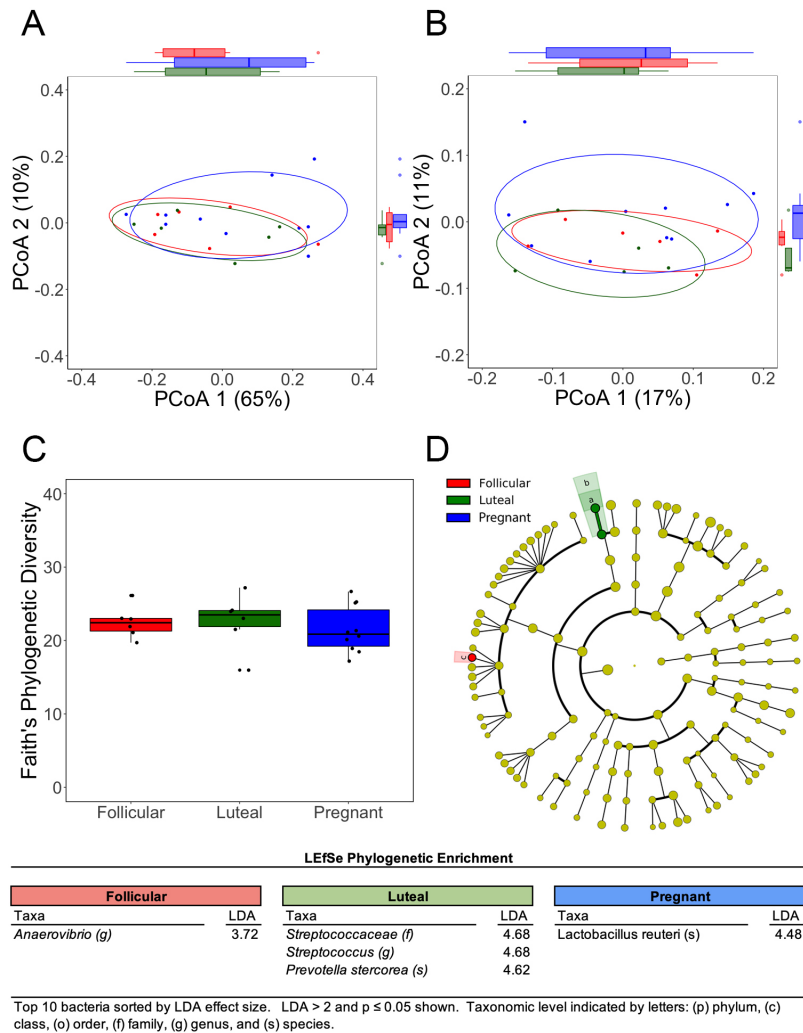 A
B
0.4
0.2
0.0
-0.2
-0.4
PCoA 2 (10%)
-0.4
-0.2
0.0
0.2
0.4
PCoA 1 (65%)
0.2
0.1
0.0
-0.1
-0.2
PCoA 2 (11%)
-0.2
-0.1
0.0
0.1
0.2
PCoA 1 (17%)
C
D
40
30
20
10
0
Faith's Phylogenetic Diversity
Follicular
Luteal
Pregnant
Follicular
Luteal
Pregnant
b
a
c
LEfSe Phylogenetic Enrichment
Follicular
Taxa LDA
Anaerovibrio (g) 3.72
Luteal
Taxa LDA
Streptococcaceae (f) 4.68
Streptococcus (g) 4.68
Prevotella stercorea (s) 4.62
Pregnant
Taxa LDA
Lactobacillus reuteri (s) 4.48
Top 10 bacteria sorted by LDA effect size. LDA > 2 and p ≤ 0.05 shown. Taxonomic level indicated by letters: (p) phylum, (c)
class, (o) order, (f) family, (g) genus, and (s) species.